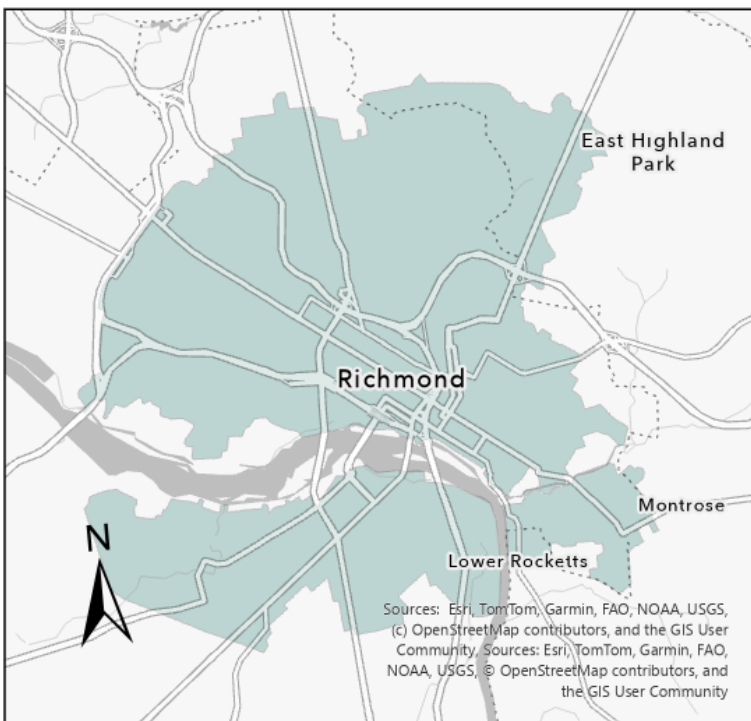 East Highland
Park
Richmond
Montrose
N
Lower Rocketts
Sources: Esri, TomTom, Garmin, FAO, NOAA, USGS,
(c) OpenStreetMap contributors, and the GIS User
Community, Sources: Esri, TomTom, Garmin, FAO,
NOAA, USGS, © OpenStreetMap contributors, and
the GIS User Community